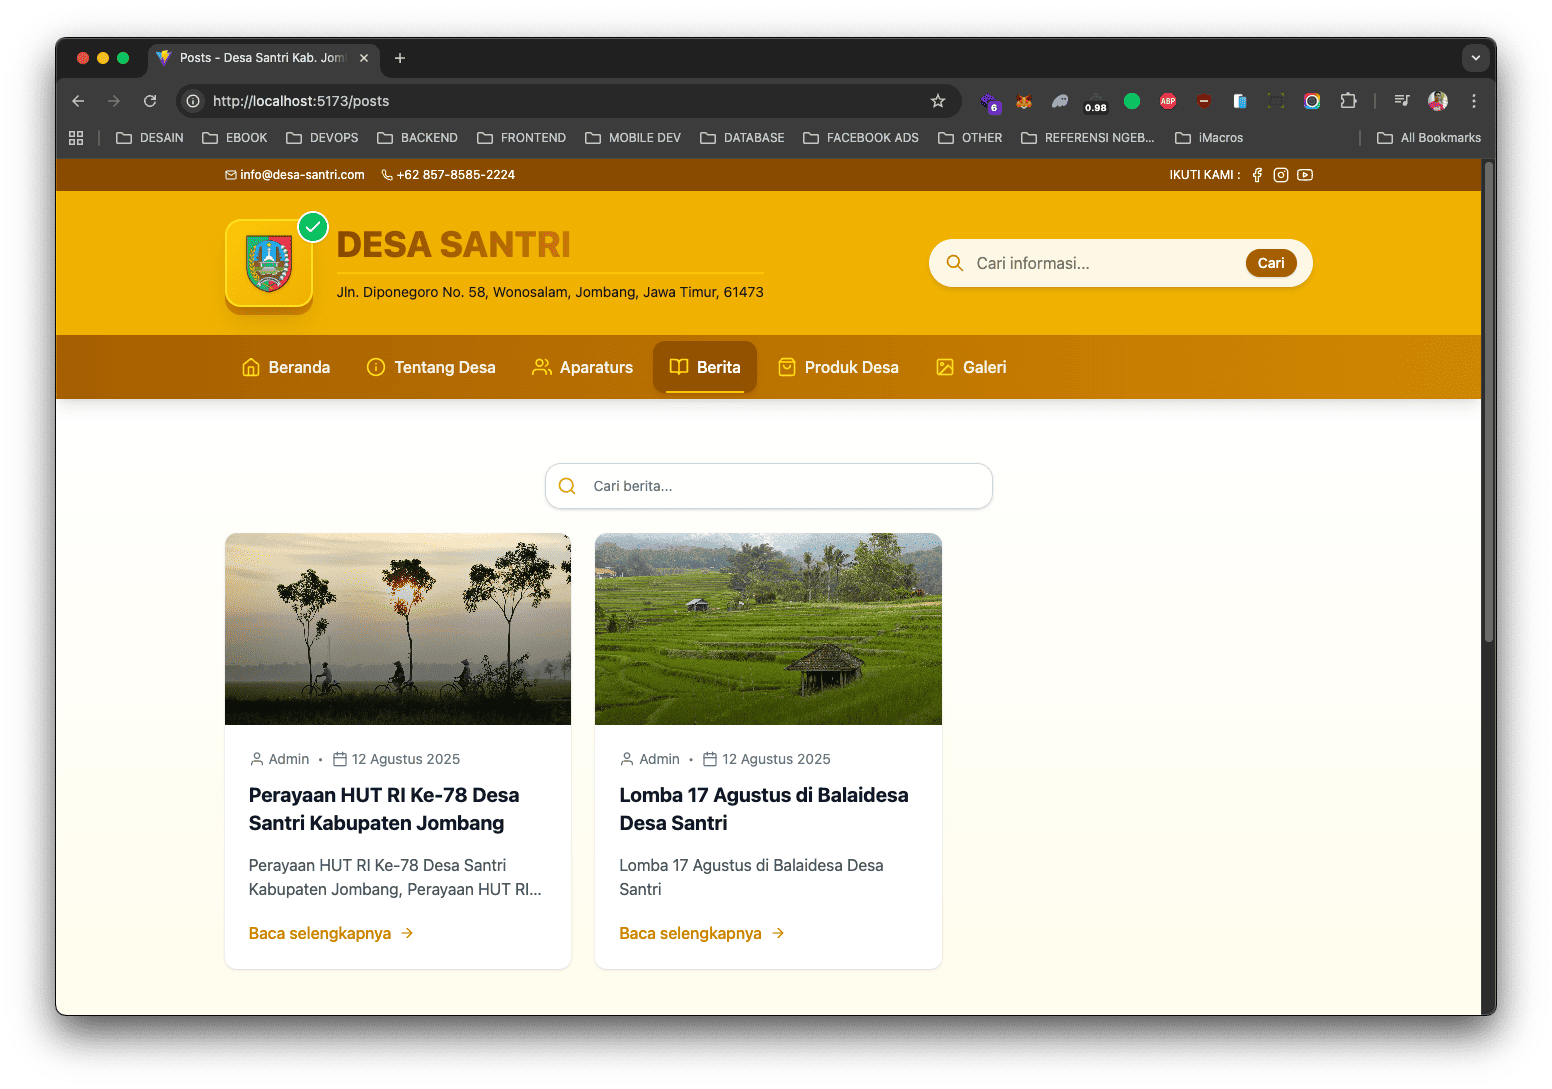 Posts - Desa Santri Kab. Jom
http://localhost:5173/posts
6
0.98
ABP
DESAIN
EBOOK
DEVOPS
BACKEND
FRONTEND
MOBILE DEV
DATABASE
FACEBOOK ADS
OTHER
REFERENSI NGEB...
iMacros
All Bookmarks
info@desa-santri.com
+62 857-8585-2224
IKUTI KAMI :
DESA SANTRI
Jln. Diponegoro No. 58, Wonosalam, Jombang, Jawa Timur, 61473
Cari informasi...
Cari
Beranda
Tentang Desa
Aparaturs
Berita
Produk Desa
Galeri
Cari berita...
Admin • 12 Agustus 2025
Perayaan HUT RI Ke-78 Desa
Santri Kabupaten Jombang
Perayaan HUT RI Ke-78 Desa Santri
Kabupaten Jombang, Perayaan HUT RI...
Baca selengkapnya →
Admin • 12 Agustus 2025
Lomba 17 Agustus di Balaidesa
Desa Santri
Lomba 17 Agustus di Balaidesa Desa
Santri
Baca selengkapnya →